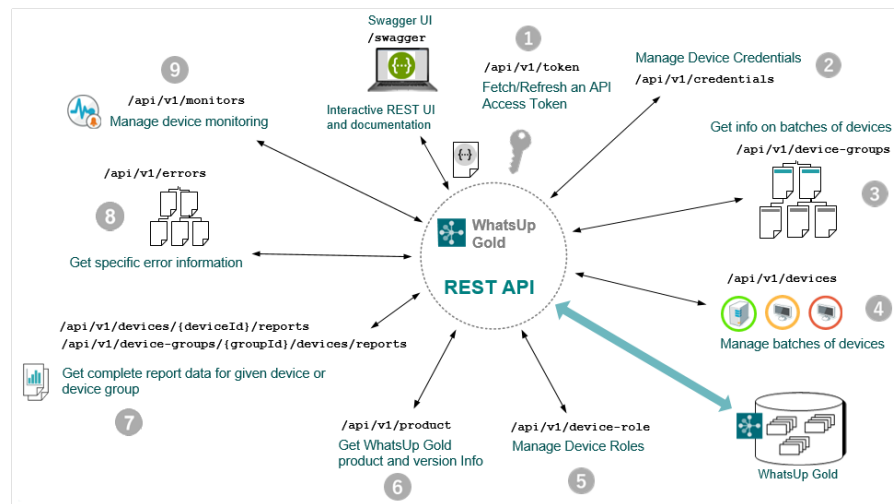 Swagger UI
/swagger
Interactive REST UI
and documentation
1
/api/v1/token
Fetch/Refresh an API
Access Token
Manage Device Credentials
/api/v1/credentials
2
Get info on batches of devices
/api/v1/device-groups
3
/api/v1/devices
4
Manage batches of devices
WhatsUp Gold
/api/v1/device-role
Manage Device Roles
5
/api/v1/product
Get WhatsUp Gold
product and version Info
6
/api/v1/devices/{deviceId}/reports
/api/v1/device-groups/{groupId}/devices/reports
Get complete report data for given device or
device group
7
/api/v1/errors
8
Get specific error information
9
/api/v1/monitors
Manage device monitoring
{··}
{··}
WhatsUp
Gold
REST API